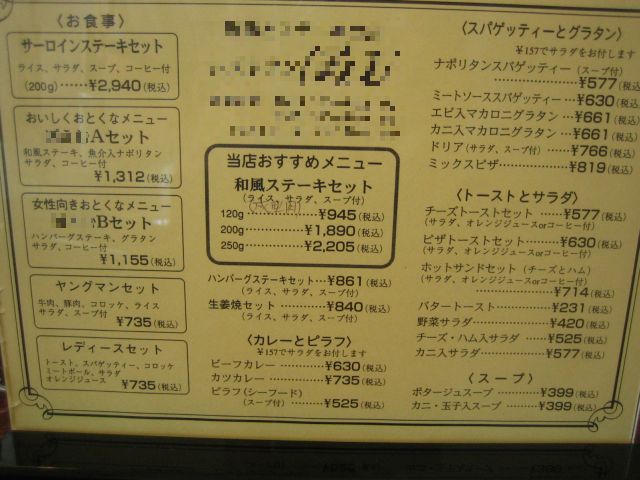 〈お食事〉
サーロインステーキセット
ライス、サラダ、スープ、コーヒー付
(200g)……¥2,940(税込)
おいしくおとくなメニュー
Aセット
和風ステーキ、魚介入ナポリタン
サラダ、コーヒー付
¥1,312(税込)
女性向きおとくなメニュー
Bセット
ハンバーグステーキ、グラタン
サラダ、コーヒー付
¥1,155(税込)
ヤングマンセット
牛肉、豚肉、コロッケ、ライス
サラダ、スープ付
¥735(税込)
レディースセット
トースト、スパゲッティー、コロッケ
ミートボール、サラダ
オレンジジュース ¥735(税込)
当店おすすめメニュー
和風ステーキセット
(ライス、サラダ、スープ付)
120g……¥945(税込)
200g……¥1,890(税込)
250g……¥2,205(税込)
ハンバーグステーキセット…¥861(税込)
(ライス、サラダ、スープ付)
生姜焼セット……¥840(税込)
(ライス、サラダ、スープ付)
〈カレーとピラフ〉
¥157でサラダをお付します
ビーフカレー……¥630(税込)
カツカレー……¥735(税込)
ピラフ(シーフード)
(スープ付)……¥525(税込)
〈スパゲッティーとグラタン〉
¥157でサラダをお付します
ナポリタンスパゲッティー(スープ付)
……¥577(税込)
ミートソーススパゲッティー…¥630(税込)
エビ入マカロニグラタン…¥661(税込)
カニ入マカロニグラタン…¥661(税込)
ドリア(サラダ、スープ付)…¥766(税込)
ミックスピザ……¥819(税込)
〈トーストとサラダ〉
チーズトーストセット……¥577(税込)
(サラダ、オレンジジュースorコーヒー付)
ピザトーストセット……¥630(税込)
(サラダ、オレンジジュースorコーヒー付)
ホットサンドセット(チーズとハム)
(サラダ、オレンジジュースorコーヒー付)
……¥714(税込)
バタートースト……¥231(税込)
野菜サラダ……¥420(税込)
チーズ・ハム入サラダ……¥525(税込)
カニ入サラダ……¥577(税込)
〈スープ〉
ポタージュスープ……¥399(税込)
カニ・玉子入スープ……¥399(税込)